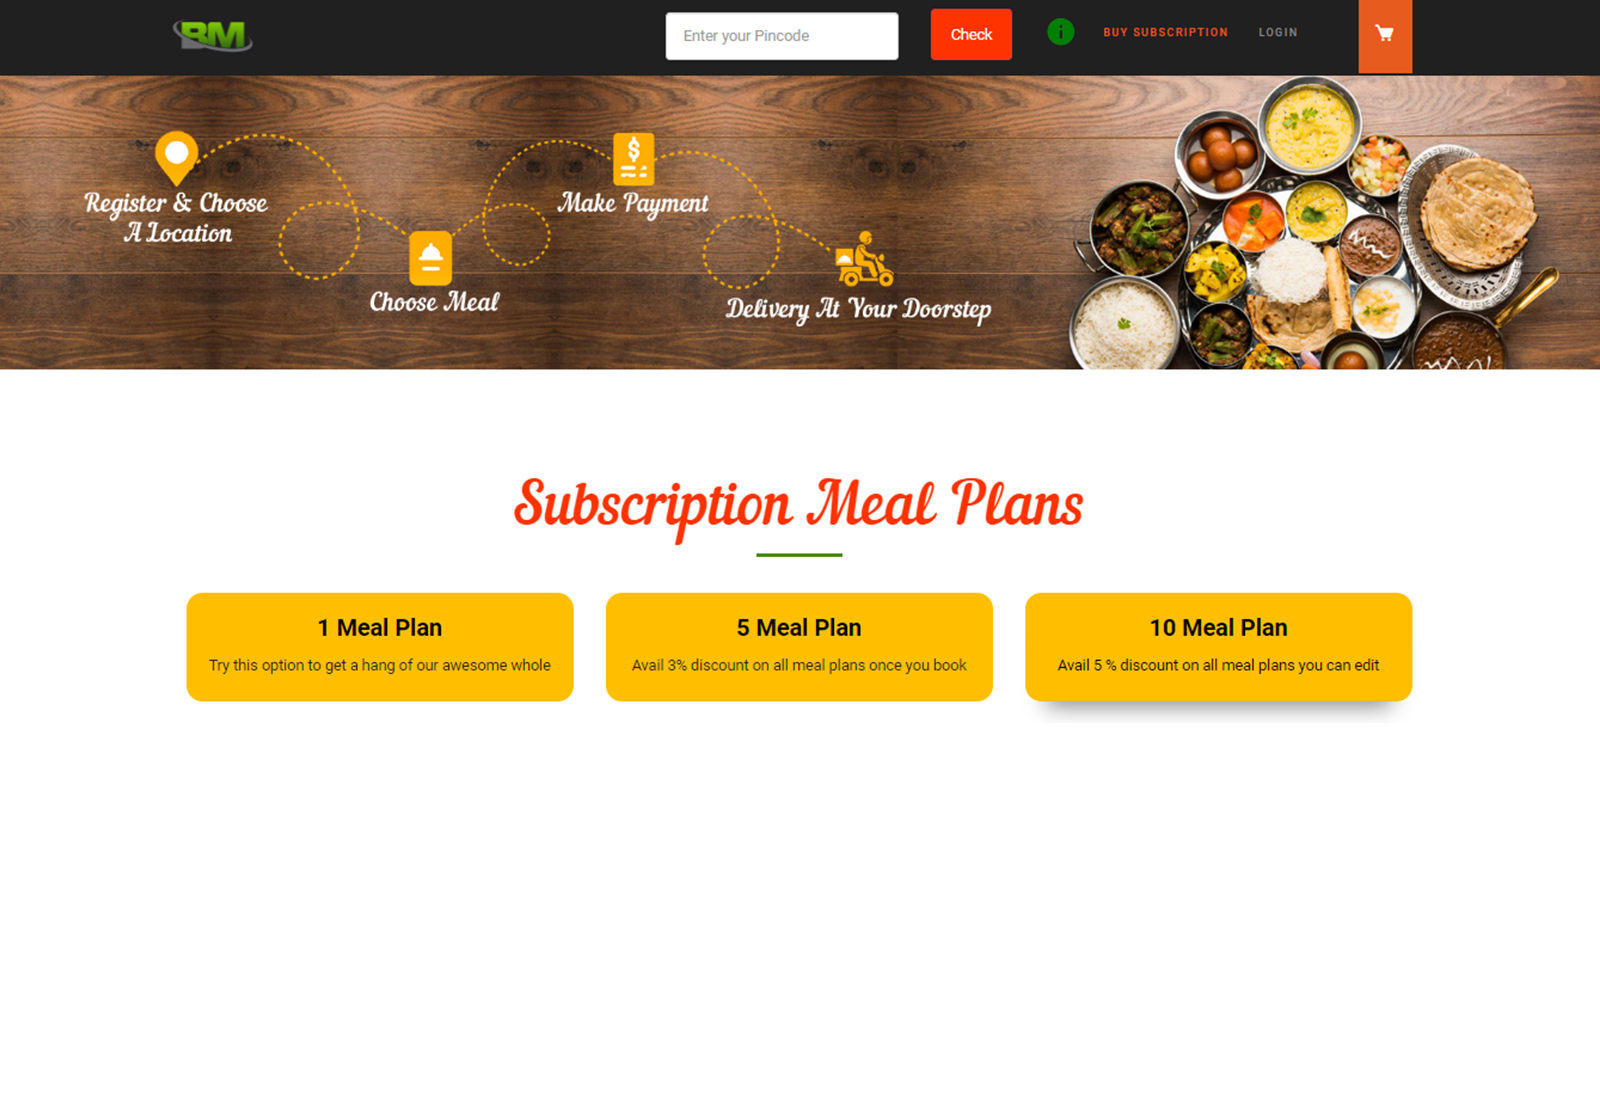 BM
Enter your Pincode
Check
i
BUY SUBSCRIPTION
LOGIN
Register & Choose
A Location
Choose Meal
$
Make Payment
Delivery At Your Doorstep
Subscription Meal Plans
1 Meal Plan
Try this option to get a hang of our awesome whole
5 Meal Plan
Avail 3% discount on all meal plans once you book
10 Meal Plan
Avail 5 % discount on all meal plans you can edit